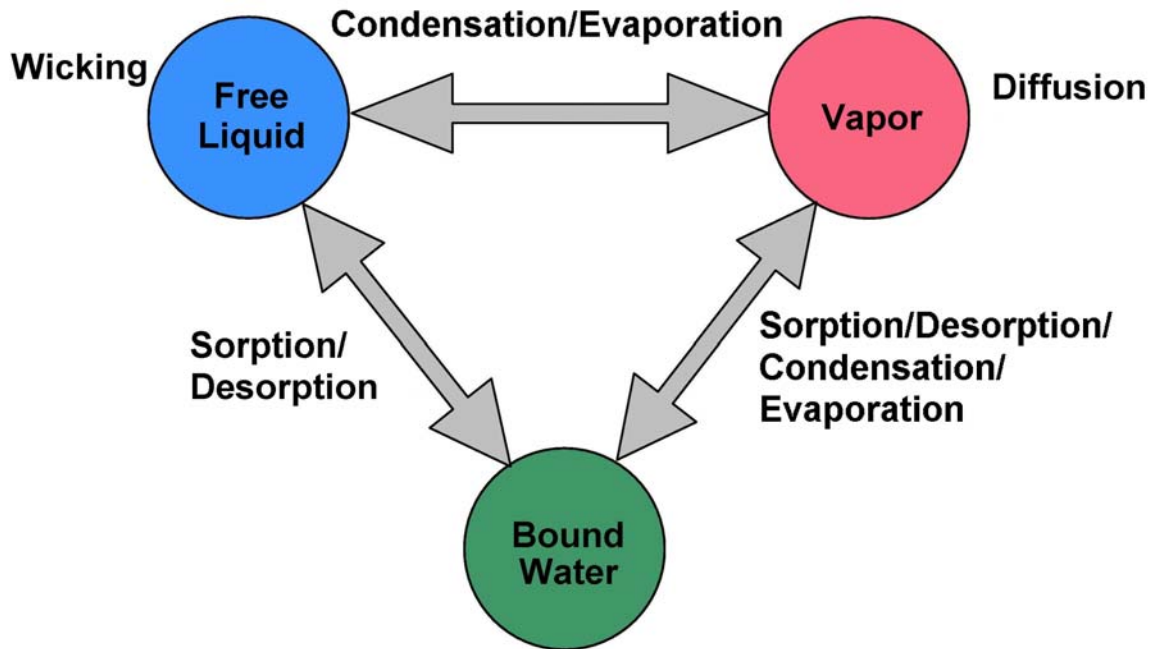 Condensation/Evaporation
Wicking
Free
Liquid
Vapor
Diffusion
Sorption/
Desorption
Sorption/Desorption/
Condensation/
Evaporation
Bound
Water